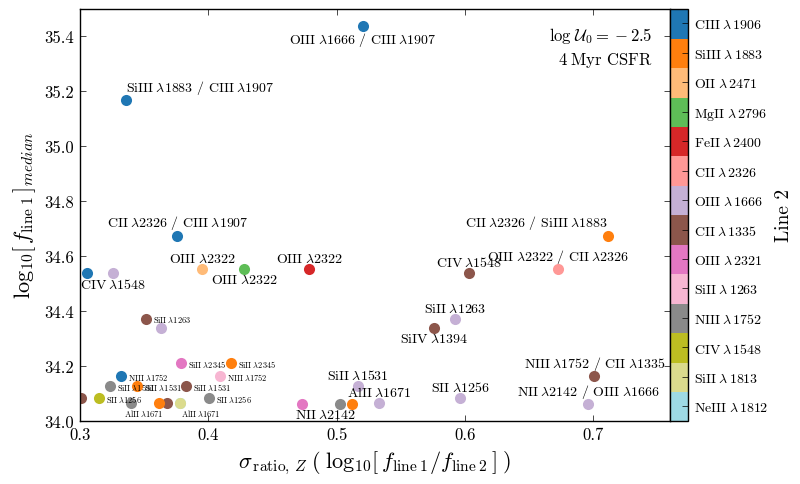 log U₀ = −2.5
4 Myr CSFR
OIII λ1666 / CIII λ1907
SiIII λ1883 / CIII λ1907
CII λ2326 / CIII λ1907
CII λ2326 / SiIII λ1883
OIII λ2322
OIII λ2322
OIII λ2322
CIV λ1548
OIII λ2322 / CII λ2326
CIV λ1548
SiII λ1263
SiII λ1263
SiIV λ1394
SiII λ2345
SiII λ2345
NIII λ1752 / CII λ1335
NIII λ1752
NIII λ1752
SiII λ1531
SiII λ1531
SiII λ1531
AlII λ1671
SII λ1256
NII λ2142 / OIII λ1666
SII λ1256
SII λ1256
AlII λ1671
AlII λ1671
NII λ2142
35.4
35.2
35.0
34.8
34.6
34.4
34.2
34.0
0.3
0.4
0.5
0.6
0.7
log₁₀[ f_line 1 ]_median
σ_ratio, Z ( log₁₀[ f_line 1/f_line 2 ] )
CIII λ1906
SiIII λ1883
OII λ2471
MgII λ2796
FeII λ2400
CII λ2326
OIII λ1666
CII λ1335
OIII λ2321
SiII λ1263
NIII λ1752
CIV λ1548
SiII λ1813
NeIII λ1812
Line 2